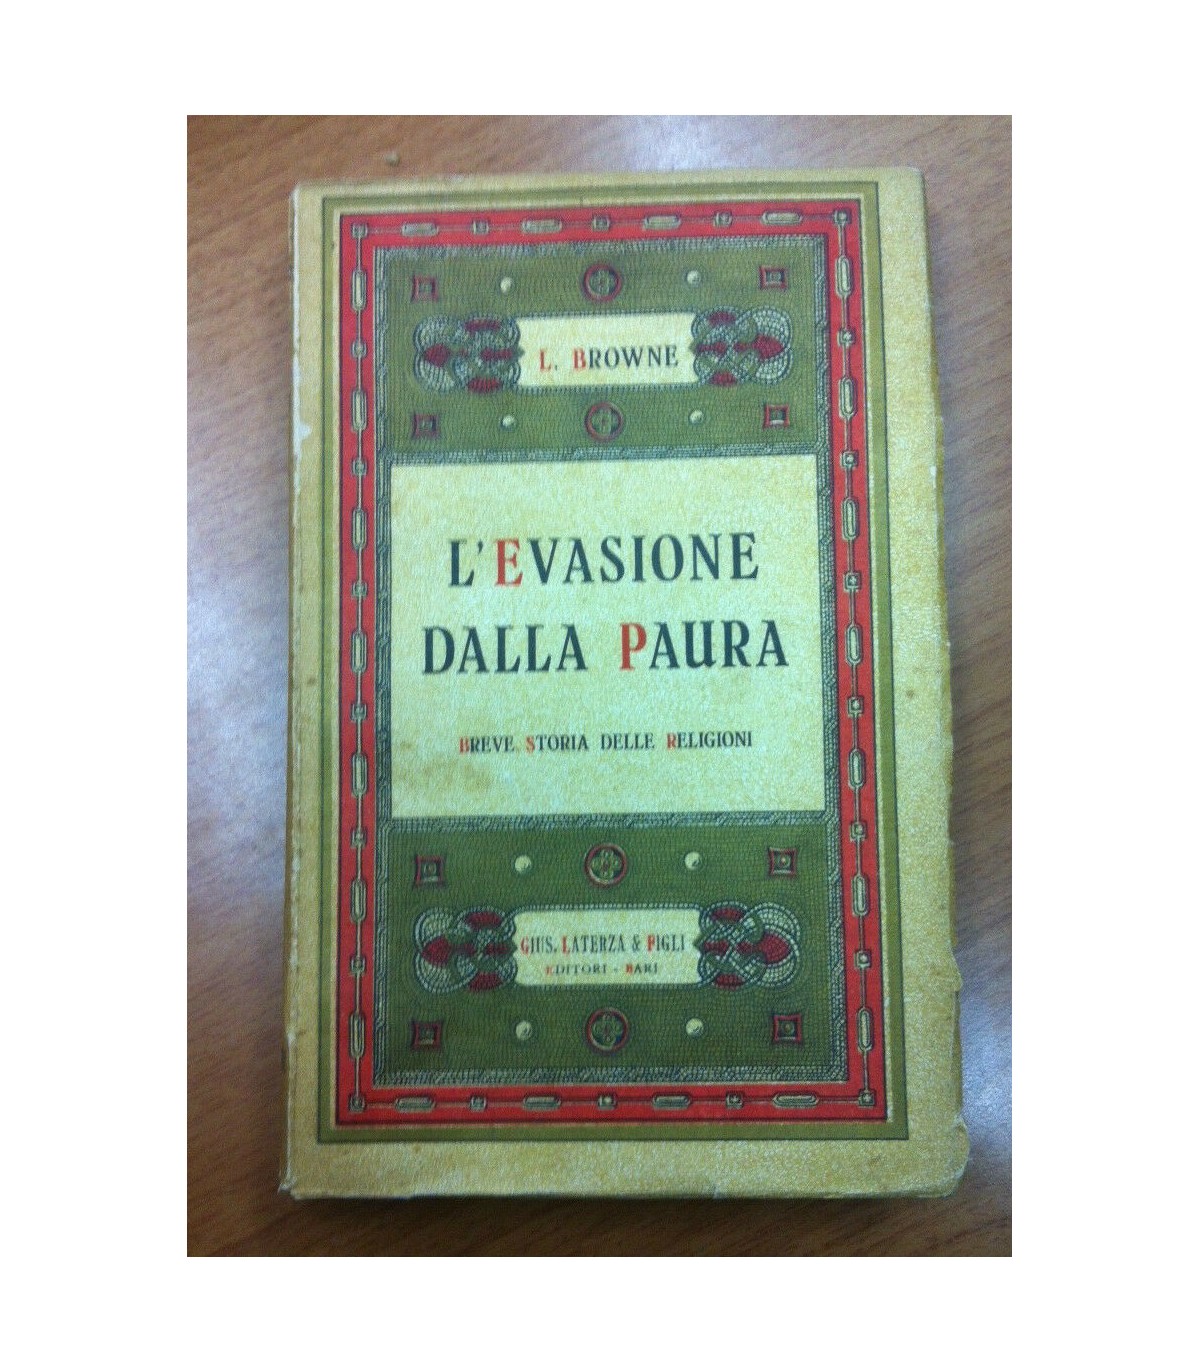 L. BROWNE
L'EVASIONE
DALLA PAURA
BREVE STORIA DELLE RELIGIONI
GIUS. LATERZA & FIGLI
EDITORI - BARI